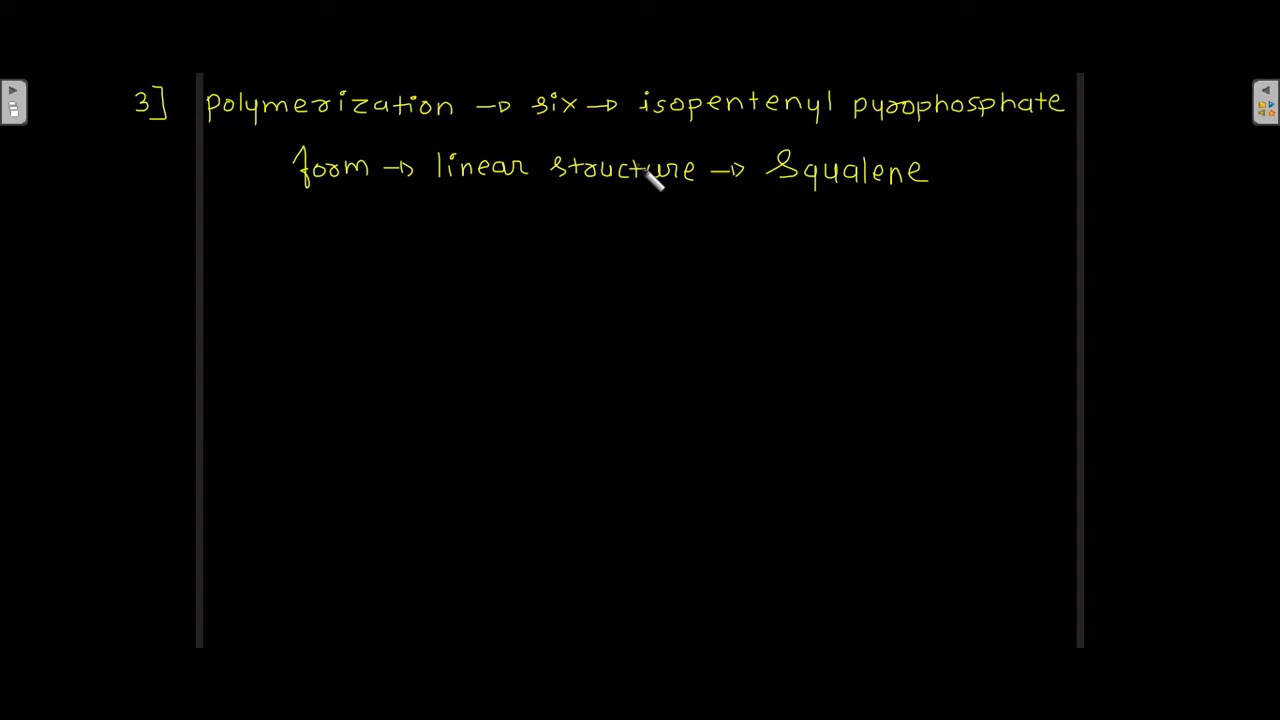 3] polymerization → six → isopentenyl pyrophosphate
form → linear structure → Squalene